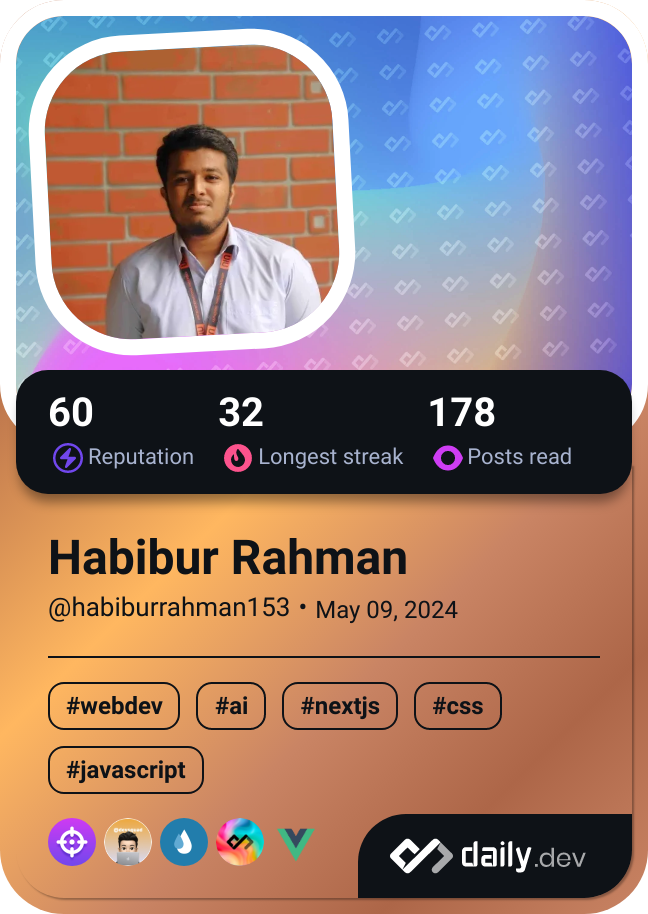 60 32 178
Reputation Longest streak Posts read
Habibur Rahman
@habiburrahman153 • May 09, 2024
#webdev #ai #nextjs #css
#javascript
daily.dev